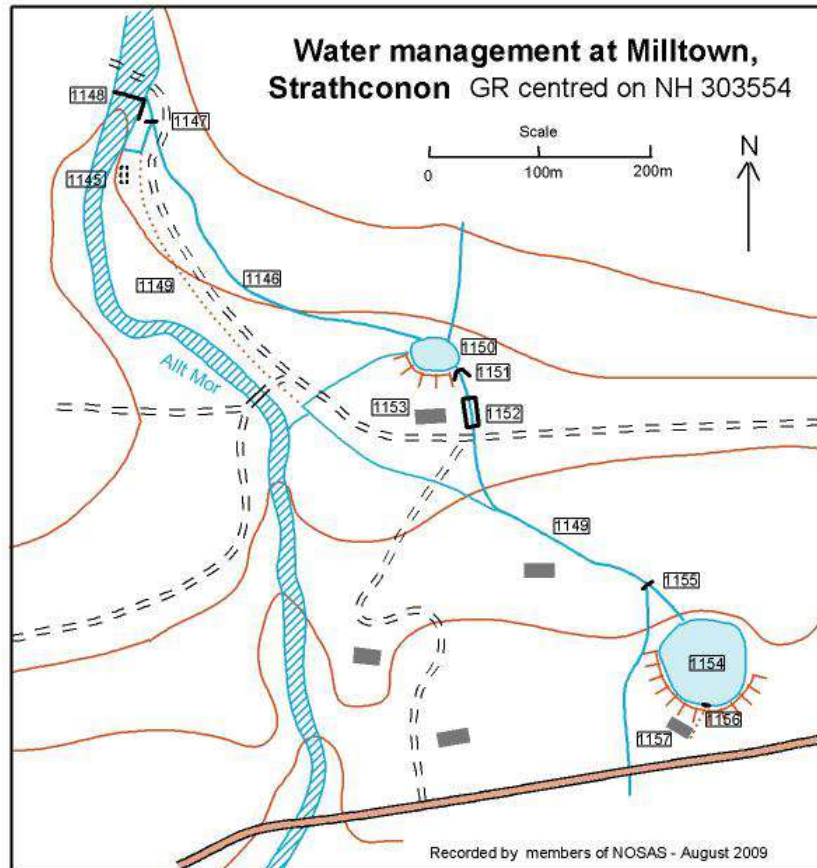 Water management at Milltown,
Strathconon GR centred on NH 303554
Scale
0 100m 200m
N
1148
1147
1145
1146
1149
Allt Mor
1150
1151
1153
1152
1149
1155
1154
1156
1157
Recorded by members of NOSAS - August 2009